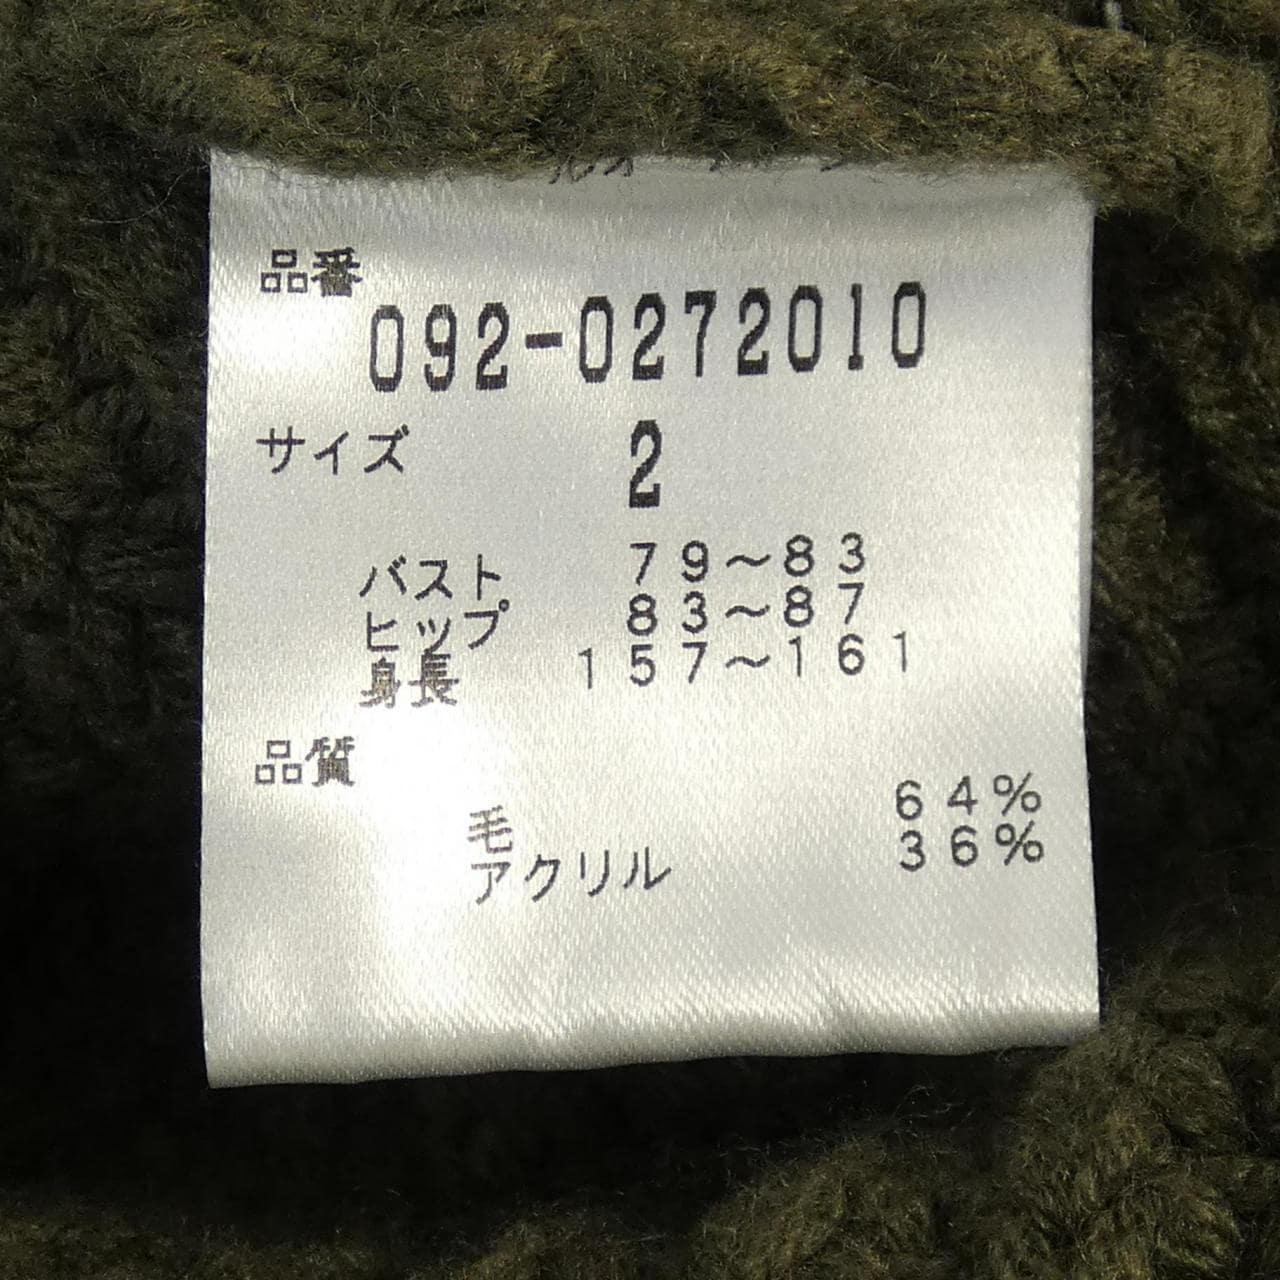 品番
092-0272010
サイズ 2
バスト 79～83
ヒップ 83～87
身長 157～161
品質
毛 64%
アクリル 36%